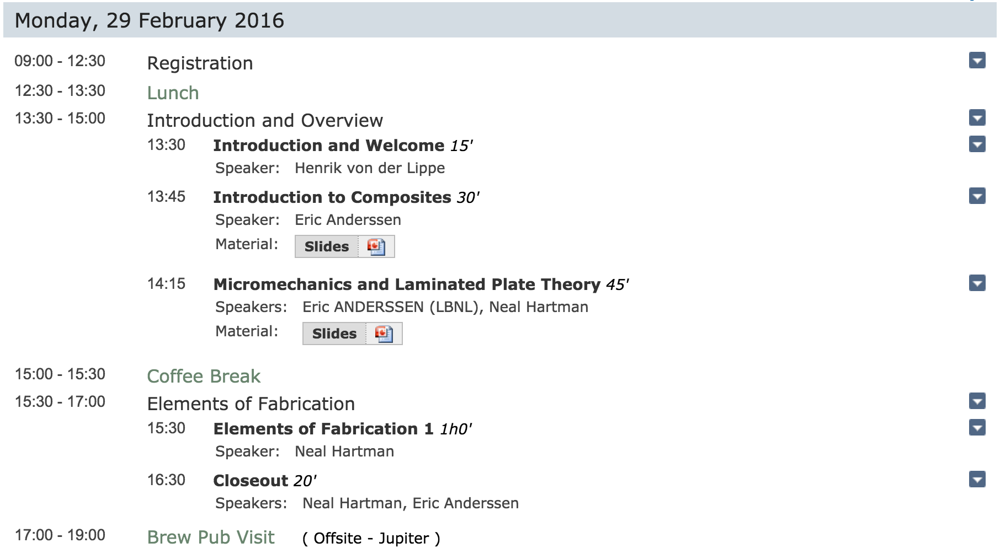 Monday, 29 February 2016
09:00 - 12:30 Registration
12:30 - 13:30 Lunch
13:30 - 15:00 Introduction and Overview
13:30 Introduction and Welcome 15'
Speaker: Henrik von der Lippe
13:45 Introduction to Composites 30'
Speaker: Eric Anderssen
Material: Slides
14:15 Micromechanics and Laminated Plate Theory 45'
Speakers: Eric ANDERSSEN (LBNL), Neal Hartman
Material: Slides
15:00 - 15:30 Coffee Break
15:30 - 17:00 Elements of Fabrication
15:30 Elements of Fabrication 1 1h0'
Speaker: Neal Hartman
16:30 Closeout 20'
Speakers: Neal Hartman, Eric Anderssen
17:00 - 19:00 Brew Pub Visit ( Offsite - Jupiter )